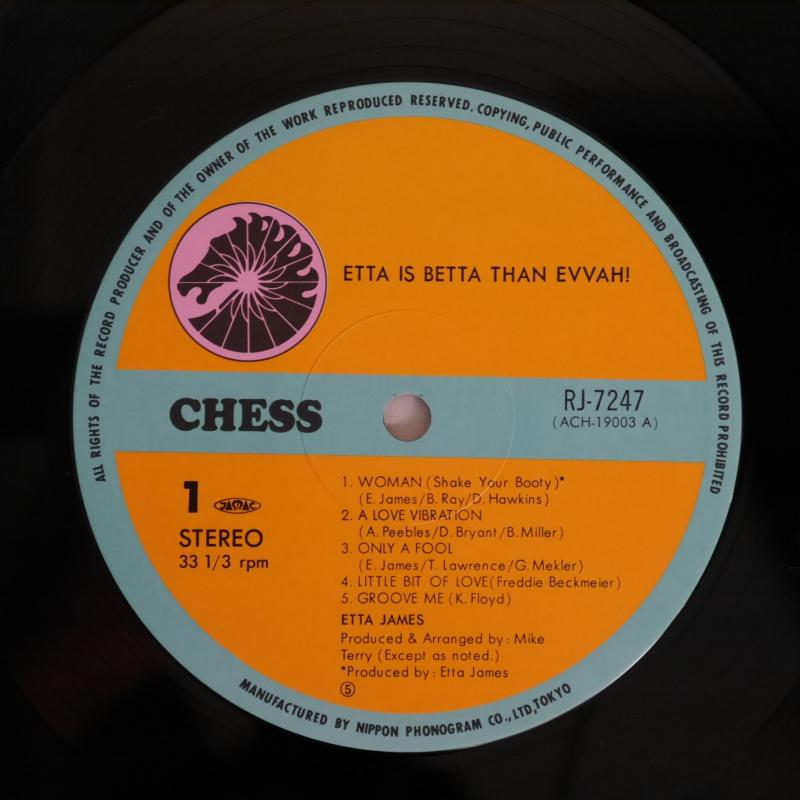 ALL RIGHTS OF THE RECORD PRODUCER AND OF THE OWNER OF THE WORK REPRODUCED RESERVED. COPYING, PUBLIC PERFORMANCE AND BROADCASTING OF THIS RECORD PROHIBITED
ETTA IS BETTA THAN EVVAH!
CHESS
RJ-7247
(ACH-19003 A)
1
JASRAC
STEREO
33 1/3 rpm
1. WOMAN (Shake Your Booty)*
(E. James/B. Ray/D. Hawkins)
2. A LOVE VIBRATION
(A. Peebles/D. Bryant/B. Miller)
3. ONLY A FOOL
(E. James/T. Lawrence/G. Mekler)
4. LITTLE BIT OF LOVE(Freddie Beckmeier)
5. GROOVE ME (K. Floyd)
ETTA JAMES
Produced & Arranged by: Mike
Terry (Except as noted.)
*Produced by: Etta James
⑤
MANUFACTURED BY NIPPON PHONOGRAM CO., LTD, TOKYO